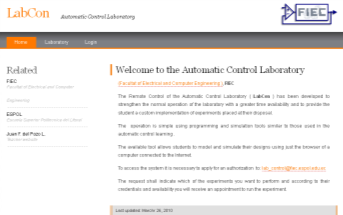 LabCon
Automatic Control Laboratory
FIEC
Home Laboratory Login
Related
FIEC
Facultad of Electrical and Computer
Engineering
ESPOL
Escuela Superior Politecnica del Litoral
Juan F. del Pozo L.
Welcome to the Automatic Control Laboratory
Facultad of Electrical and Computer Engineering | FIEC
The Remote Control of the Automatic Control Laboratory ( LabCon ) has been developed to
strengthen the normal operation of the laboratory with a greater time availability and to provide the
student a custom implementation of experiments placed at their disposal.
The operation is simple using programming and simulation tools similar to those used in the
automatic control learning.
The available tool allows students to model and simulate their designs using just the browser of a
computer connected to the Internet.
To access the system it is necessary to apply for an authorization to: lab_control@fiec.espol.edu.ec
The request shall indicate which of the experiments you want to perform and according to their
credentials and availability you will receive an appointment to run the experiment.
Last updated: March 30, 2010